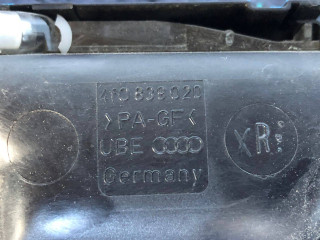 >PA-GF<
UBE
Germany
XR